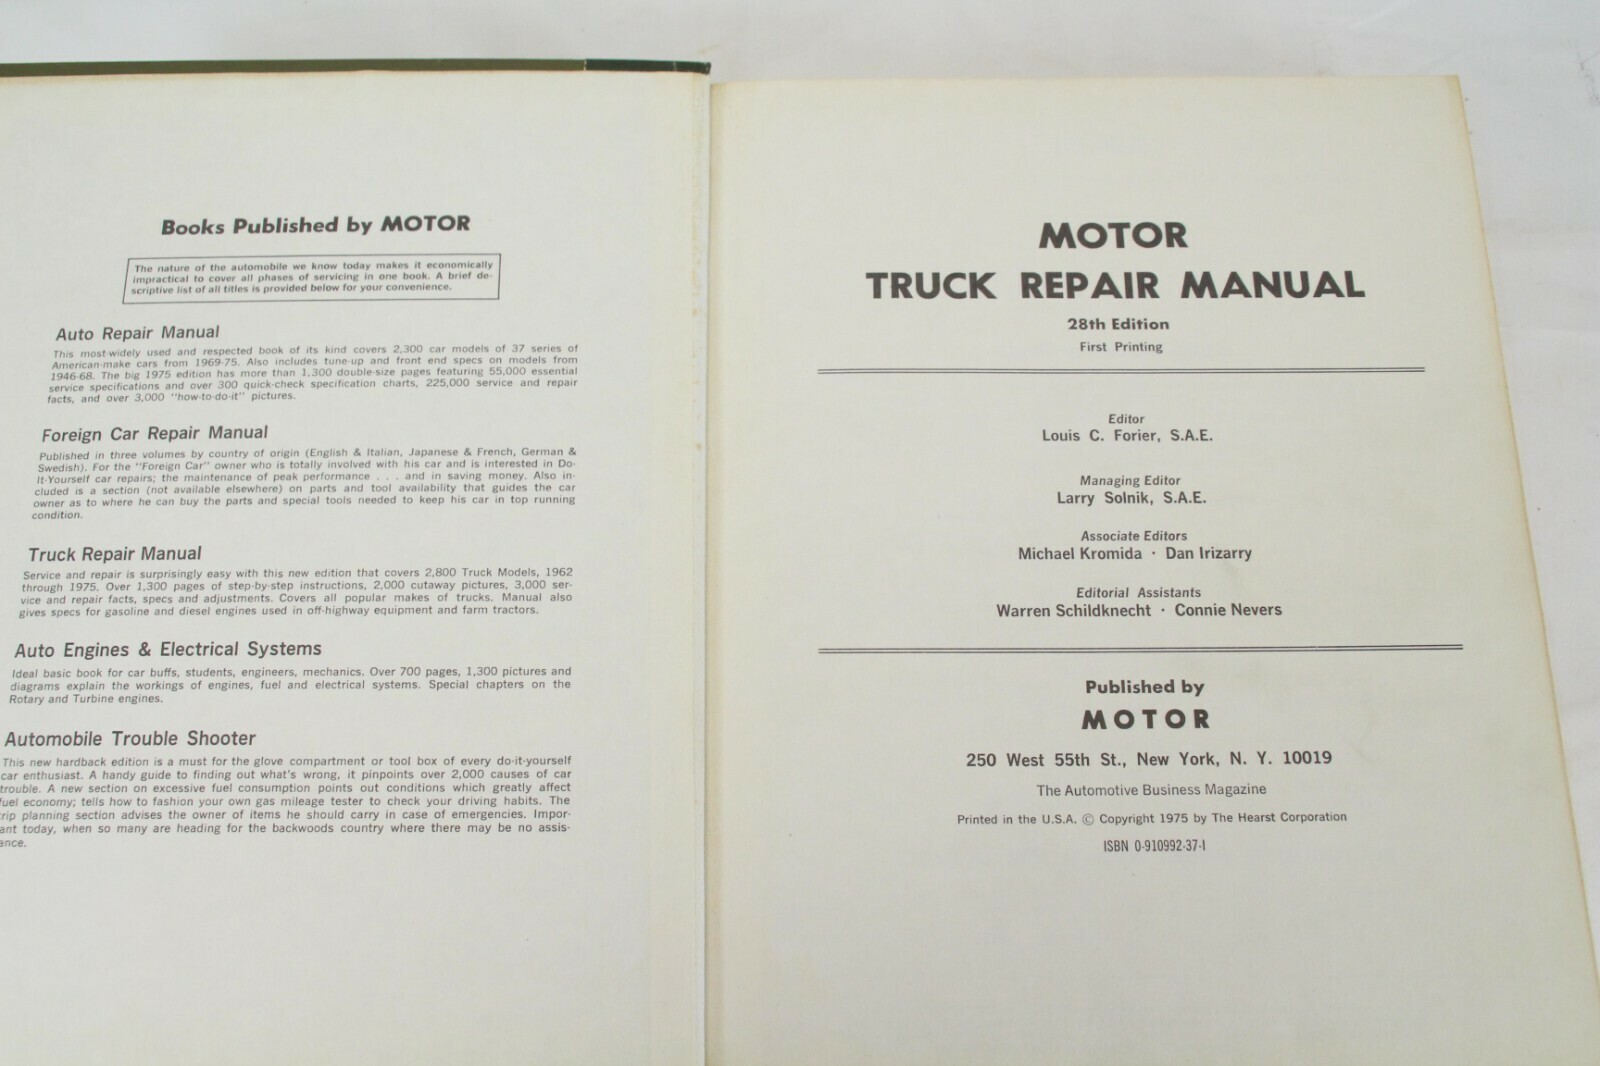 Books Published by MOTOR
The nature of the automobile we know today makes it economically
impractical to cover all phases of servicing in one book. A brief de-
scriptive list of all titles is provided below for your convenience.
Auto Repair Manual
This most-widely used and respected book of its kind covers 2,300 car models of 37 series of
American-make cars from 1969-75. Also includes tune-up and front end specs on models from
1946-68. The big 1975 edition has more than 1,300 double-size pages featuring 55,000 essential
service specifications and over 300 quick-check specification charts, 225,000 service and repair
facts, and over 3,000 "how-to-do-it" pictures.
Foreign Car Repair Manual
Published in three volumes by country of origin (English & Italian, Japanese & French, German &
Swedish). For the "Foreign Car" owner who is totally involved with his car and is interested in Do-
It-Yourself car repairs; the maintenance of peak performance . . . and in saving money. Also in-
cluded is a section (not available elsewhere) on parts and tool availability that guides the car
owner as to where he can buy the parts and special tools needed to keep his car in top running
condition.
Truck Repair Manual
Service and repair is surprisingly easy with this new edition that covers 2,800 Truck Models, 1962
through 1975. Over 1,300 pages of step-by-step instructions, 2,000 cutaway pictures, 3,000 ser-
vice and repair facts, specs and adjustments. Covers all popular makes of trucks. Manual also
gives specs for gasoline and diesel engines used in off-highway equipment and farm tractors.
Auto Engines & Electrical Systems
Ideal basic book for car buffs, students, engineers, mechanics. Over 700 pages, 1,300 pictures and
diagrams explain the workings of engines, fuel and electrical systems. Special chapters on the
Rotary and Turbine engines.
Automobile Trouble Shooter
This new hardback edition is a must for the glove compartment or tool box of every do-it-yourself
car enthusiast. A handy guide to finding out what's wrong, it pinpoints over 2,000 causes of car
trouble. A new section on excessive fuel consumption points out conditions which greatly affect
fuel economy; tells how to fashion your own gas mileage tester to check your driving habits. The
rip planning section advises the owner of items he should carry in case of emergencies. Impor-
ant today, when so many are heading for the backwoods country where there may be no assis-
ance.
MOTOR
TRUCK REPAIR MANUAL
28th Edition
First Printing
Editor
Louis C. Forier, S.A.E.
Managing Editor
Larry Solnik, S.A.E.
Associate Editors
Michael Kromida · Dan Irizarry
Editorial Assistants
Warren Schildknecht · Connie Nevers
Published by
MOTOR
250 West 55th St., New York, N. Y. 10019
The Automotive Business Magazine
Printed in the U.S.A. © Copyright 1975 by The Hearst Corporation
ISBN 0-910992-37-1